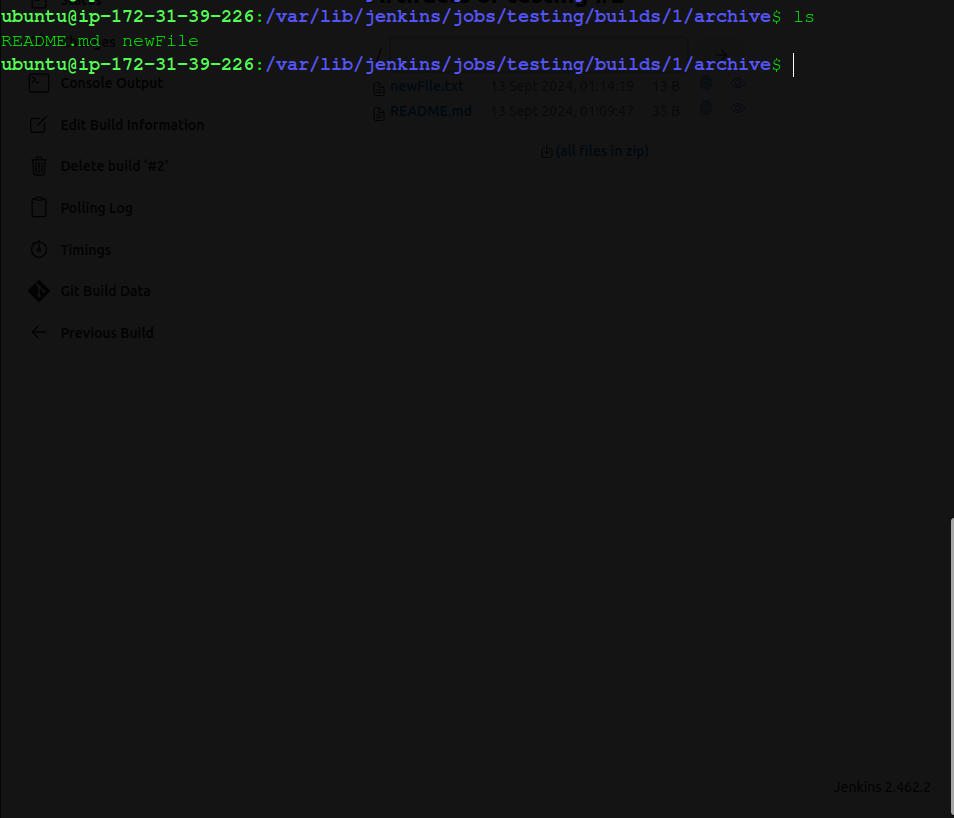 ubuntu@ip-172-31-39-226:/var/lib/jenkins/jobs/testing/builds/1/archive$ ls
README.md  newFile
ubuntu@ip-172-31-39-226:/var/lib/jenkins/jobs/testing/builds/1/archive$
Console Output
newFile.txt 13 Sept 2024, 01:14:19 13 B
README.md 13 Sept 2024, 01:09:47 35 B
Edit Build Information
(all files in zip)
Delete build ‘#2’
Polling Log
Timings
Git Build Data
Previous Build
Jenkins 2.462.2